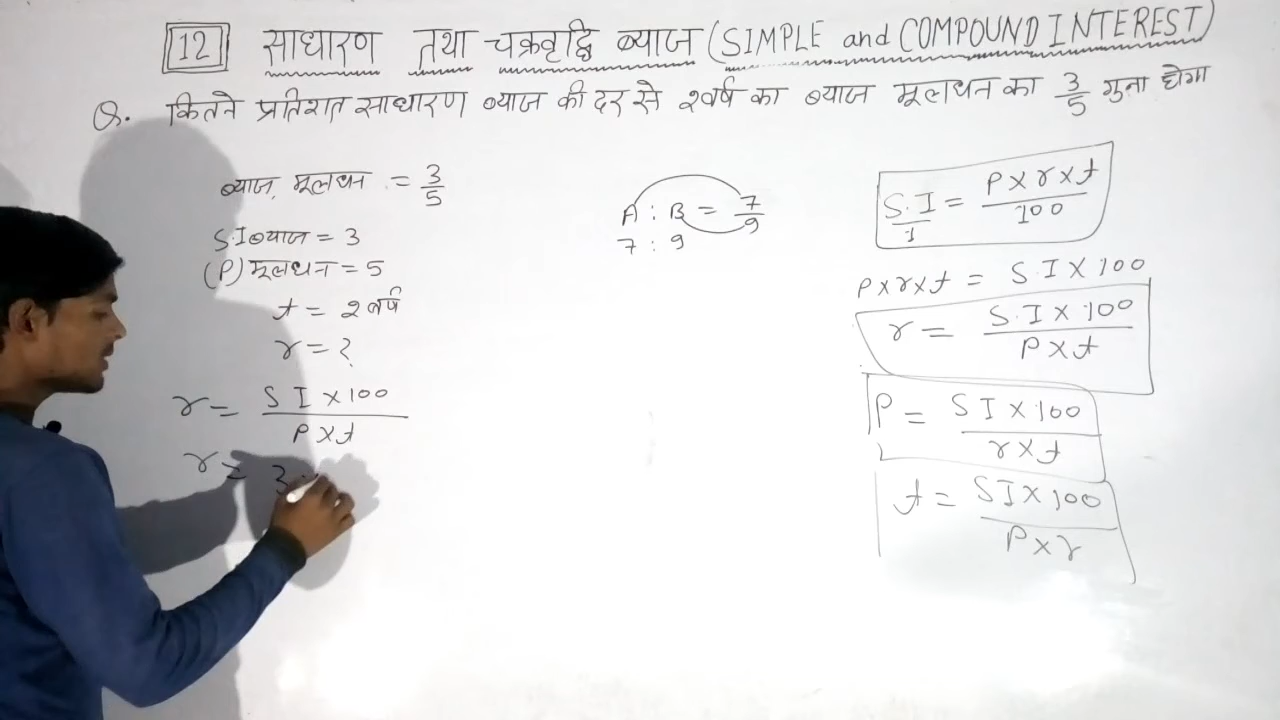 12 साधारण तथा चक्रवृद्धि ब्याज (SIMPLE and COMPOUND INTEREST)
Q. कितने प्रतिशत साधारण ब्याज की दर से 2वर्ष का ब्याज मूलधन का 3/5 गुना होगा
ब्याज, मूलधन = 3/5
S.I ब्याज = 3
(P) मूलधन = 5
t = 2 वर्ष
r = ?
r = S I × 100 / P × t
r = 3
A : B = 7/9
7 : 9
S.I/1 = P × r × t / 100
P × r × t = S.I × 100
r = S.I × 100 / P × t
P = S I × 100 / r × t
t = S I × 100 / P × r